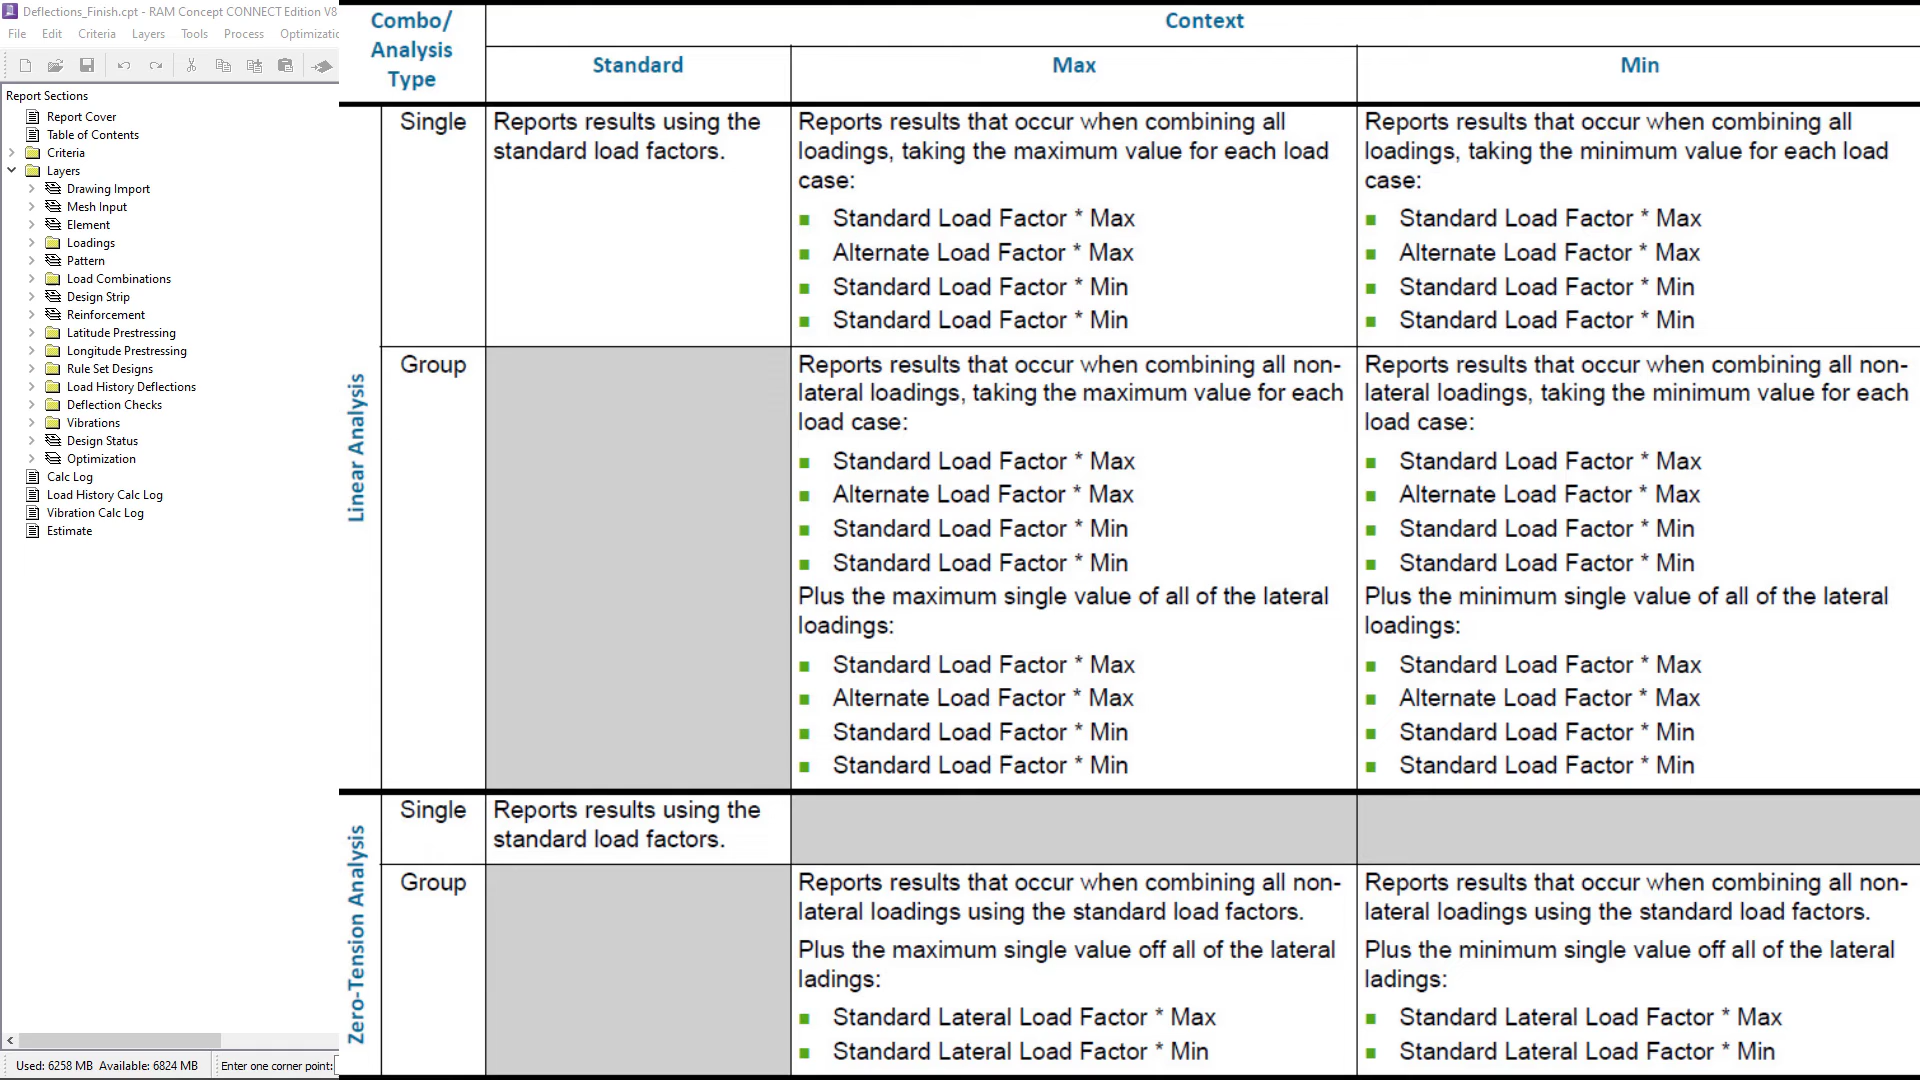 Deflections_Finish.cpt - RAM Concept CONNECT Edition V8
File Edit Criteria Layers Tools Process Optimizatio
Report Sections
Report Cover
Table of Contents
Criteria
Layers
Drawing Import
Mesh Input
Element
Loadings
Pattern
Load Combinations
Design Strip
Reinforcement
Latitude Prestressing
Longitude Prestressing
Rule Set Designs
Load History Deflections
Deflection Checks
Vibrations
Design Status
Optimization
Calc Log
Load History Calc Log
Vibration Calc Log
Estimate
Used: 6258 MB Available: 6824 MB
Enter one corner point:
Combo/
Analysis
Type
Context
Standard
Max
Min
Linear Analysis
Single
Reports results using the
standard load factors.
Reports results that occur when combining all
loadings, taking the maximum value for each load
case:
Standard Load Factor * Max
Alternate Load Factor * Max
Standard Load Factor * Min
Standard Load Factor * Min
Reports results that occur when combining all
loadings, taking the minimum value for each load
case:
Standard Load Factor * Max
Alternate Load Factor * Max
Standard Load Factor * Min
Standard Load Factor * Min
Group
Reports results that occur when combining all non-
lateral loadings, taking the maximum value for each
load case:
Standard Load Factor * Max
Alternate Load Factor * Max
Standard Load Factor * Min
Standard Load Factor * Min
Plus the maximum single value of all of the lateral
loadings:
Standard Load Factor * Max
Alternate Load Factor * Max
Standard Load Factor * Min
Standard Load Factor * Min
Reports results that occur when combining all non-
lateral loadings, taking the minimum value for each
load case:
Standard Load Factor * Max
Alternate Load Factor * Max
Standard Load Factor * Min
Standard Load Factor * Min
Plus the minimum single value of all of the lateral
loadings:
Standard Load Factor * Max
Alternate Load Factor * Max
Standard Load Factor * Min
Standard Load Factor * Min
Zero-Tension Analysis
Single
Reports results using the
standard load factors.
Group
Reports results that occur when combining all non-
lateral loadings using the standard load factors.
Plus the maximum single value off all of the lateral
ladings:
Standard Lateral Load Factor * Max
Standard Lateral Load Factor * Min
Reports results that occur when combining all non-
lateral loadings using the standard load factors.
Plus the minimum single value off all of the lateral
ladings:
Standard Lateral Load Factor * Max
Standard Lateral Load Factor * Min